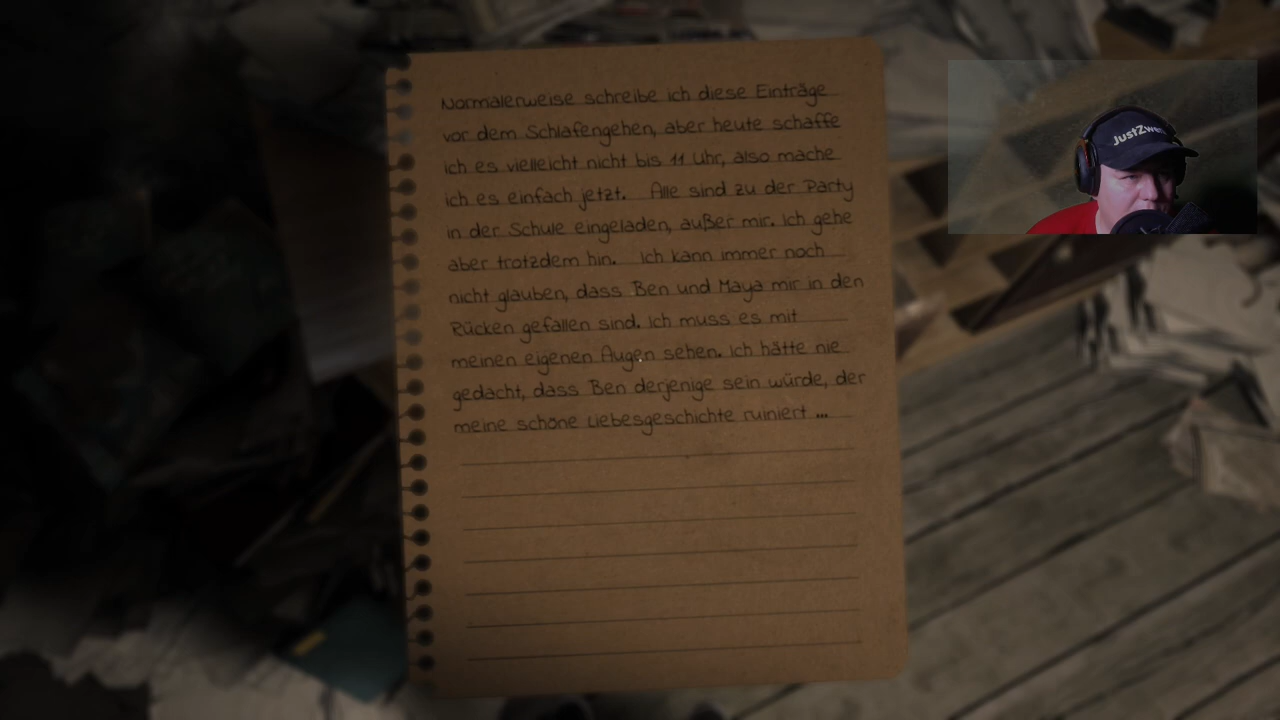 Normalerweise schreibe ich diese Einträge
vor dem Schlafengehen, aber heute schaffe
ich es vielleicht nicht bis 11 Uhr, also mache
ich es einfach jetzt. Alle sind zu der Party
in der Schule eingeladen, außer mir. Ich gehe
aber trotzdem hin. Ich kann immer noch
nicht glauben, dass Ben und Maya mir in den
Rücken gefallen sind. Ich muss es mit
meinen eigenen Augen sehen. Ich hätte nie
gedacht, dass Ben derjenige sein würde, der
meine schöne Liebesgeschichte ruiniert ...